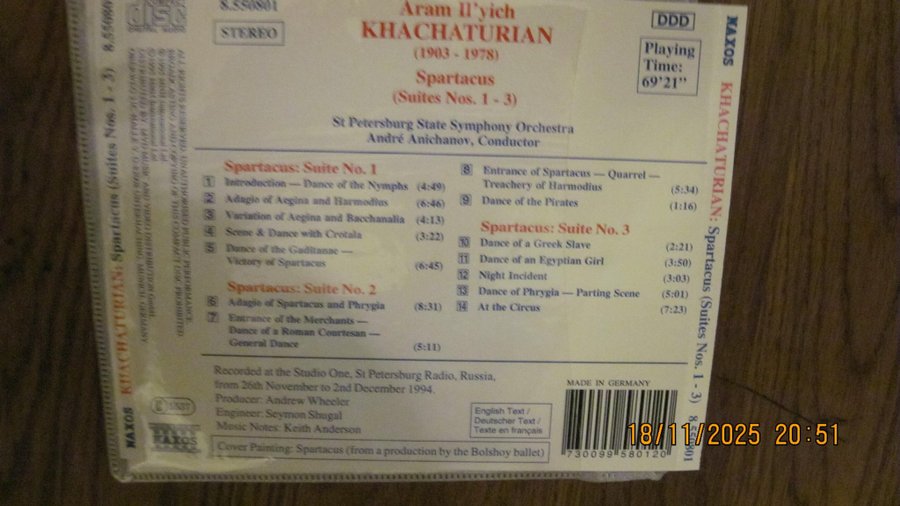 8.550801
STEREO
Aram Il'yich
KHACHATURIAN
(1903 - 1978)
Spartacus
(Suites Nos. 1 - 3)
St Petersburg State Symphony Orchestra
André Anichanov, Conductor
DDD
Playing
Time:
69'21"
Spartacus: Suite No. 1
1 Introduction — Dance of the Nymphs (4:49)
2 Adagio of Aegina and Harmodius (6:46)
3 Variation of Aegina and Bacchanalia (4:13)
4 Scene & Dance with Crotala (3:22)
5 Dance of the Gaditanae —
Victory of Spartacus (6:45)
Spartacus: Suite No. 2
6 Adagio of Spartacus and Phrygia (8:31)
7 Entrance of the Merchants —
Dance of a Roman Courtesan —
General Dance (5:11)
8 Entrance of Spartacus — Quarrel —
Treachery of Harmodius (5:34)
9 Dance of the Pirates (1:16)
Spartacus: Suite No. 3
10 Dance of a Greek Slave (2:21)
11 Dance of an Egyptian Girl (3:50)
12 Night Incident (3:03)
13 Dance of Phrygia — Parting Scene (5:01)
14 At the Circus (7:23)
Recorded at the Studio One, St Petersburg Radio, Russia,
from 26th November to 2nd December 1994.
Producer: Andrew Wheeler
Engineer: Seymon Shugal
Music Notes: Keith Anderson
Cover Painting: Spartacus (from a production by the Bolshoy ballet)
English Text /
Deutscher Text /
Texte en français
MADE IN GERMANY
730099 580120
NAXOS KHACHATURIAN: Spartacus (Suites Nos. 1 - 3)
NAXOS KHACHATURIAN: Spartacus (Suites Nos. 1 - 3)
disc
DIGITAL AUDIO
NAXOS
18/11/2025 20:51